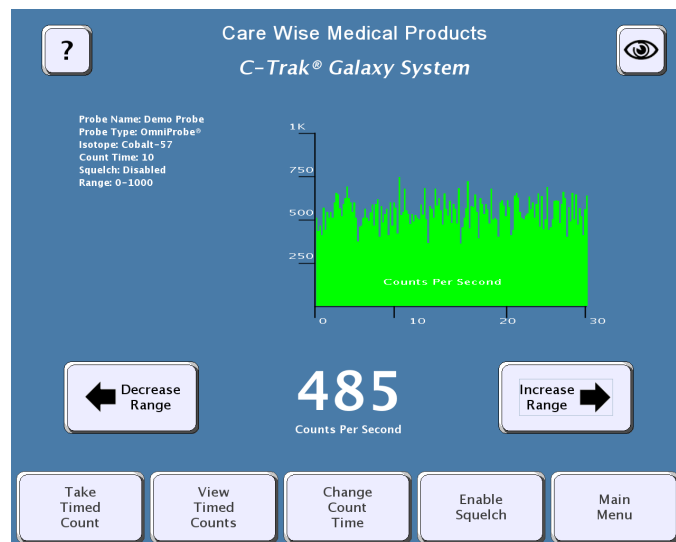 ?
Care Wise Medical Products
C-Trak® Galaxy System
Probe Name: Demo Probe
Probe Type: OmniProbe®
Isotope: Cobalt-57
Count Time: 10
Squelch: Disabled
Range: 0-1000
1K
750
500
250
Counts Per Second
0 10 20 30
Decrease
Range
485
Counts Per Second
Increase
Range
Take
Timed
Count
View
Timed
Counts
Change
Count
Time
Enable
Squelch
Main
Menu